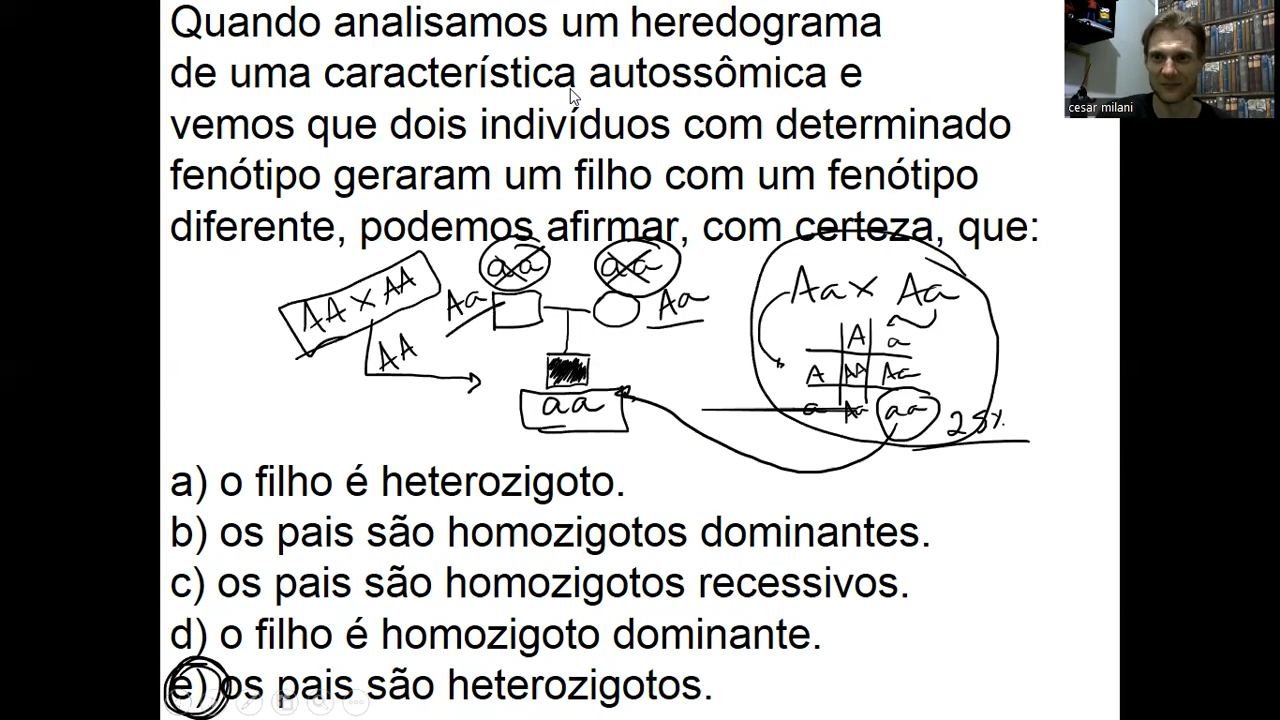 Quando analisamos um heredograma
de uma característica autossômica e
cesar milani
vemos que dois indivíduos com determinado
fenótipo geraram um filho com um fenótipo
diferente, podemos afirmar, com certeza, que:
AA x AA
aa aa
Aa Aa
AA
aa
Aa x Aa
A a
A AA Aa
a Aa aa 25%
a) o filho é heterozigoto.
b) os pais são homozigotos dominantes.
c) os pais são homozigotos recessivos.
d) o filho é homozigoto dominante.
e) os pais são heterozigotos.